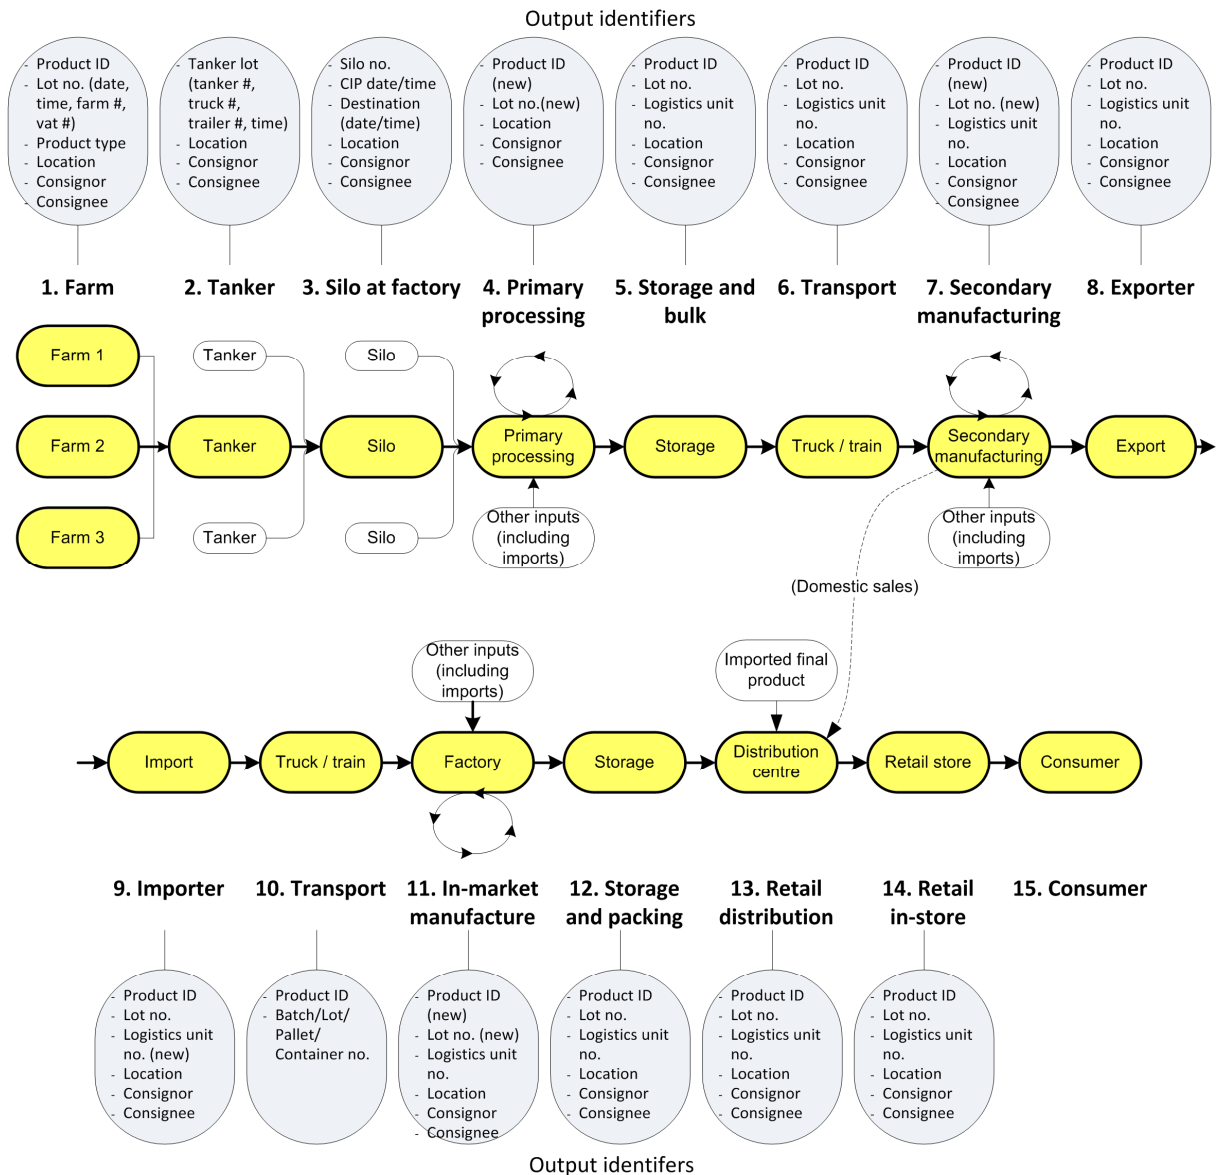 Output identifiers
- Product ID
- Lot no. (date,
time, farm #,
vat #)
- Product type
- Location
- Consignor
- Consignee
- Tanker lot
(tanker #,
truck #,
trailer #, time)
- Location
- Consignor
- Consignee
- Silo no.
- CIP date/time
- Destination
(date/time)
- Location
- Consignor
- Consignee
- Product ID
(new)
- Lot no.(new)
- Location
- Consignor
- Consignee
- Product ID
- Lot no.
- Logistics unit
no.
- Location
- Consignor
- Consignee
- Product ID
- Lot no.
- Logistics unit
no.
- Location
- Consignor
- Consignee
- Product ID
(new)
- Lot no. (new)
- Logistics unit
no.
- Location
- Consignor
- Consignee
- Product ID
- Lot no.
- Logistics unit
no.
- Location
- Consignor
- Consignee
1. Farm
2. Tanker
3. Silo at factory
4. Primary
processing
5. Storage and
bulk
6. Transport
7. Secondary
manufacturing
8. Exporter
Farm 1
Tanker
Silo
Farm 2
Tanker
Silo
Primary
processing
Storage
Truck / train
Secondary
manufacturing
Export
Farm 3
Tanker
Silo
Other inputs
(including
imports)
Other inputs
(including
imports)
(Domestic sales)
Other inputs
(including
imports)
Imported final
product
Import
Truck / train
Factory
Storage
Distribution
centre
Retail store
Consumer
9. Importer
10. Transport
11. In-market
manufacture
12. Storage
and packing
13. Retail
distribution
14. Retail
in-store
15. Consumer
- Product ID
- Lot no.
- Logistics unit
no. (new)
- Location
- Consignor
- Consignee
- Product ID
- Batch/Lot/
Pallet/
Container no.
- Product ID
(new)
- Lot no. (new)
- Logistics unit
no.
- Location
- Consignor
- Consignee
- Product ID
- Lot no.
- Logistics unit
no.
- Location
- Consignor
- Consignee
- Product ID
- Lot no.
- Logistics unit
no.
- Location
- Consignor
- Consignee
- Product ID
- Lot no.
- Logistics unit
no.
- Location
- Consignor
- Consignee
Output identifers